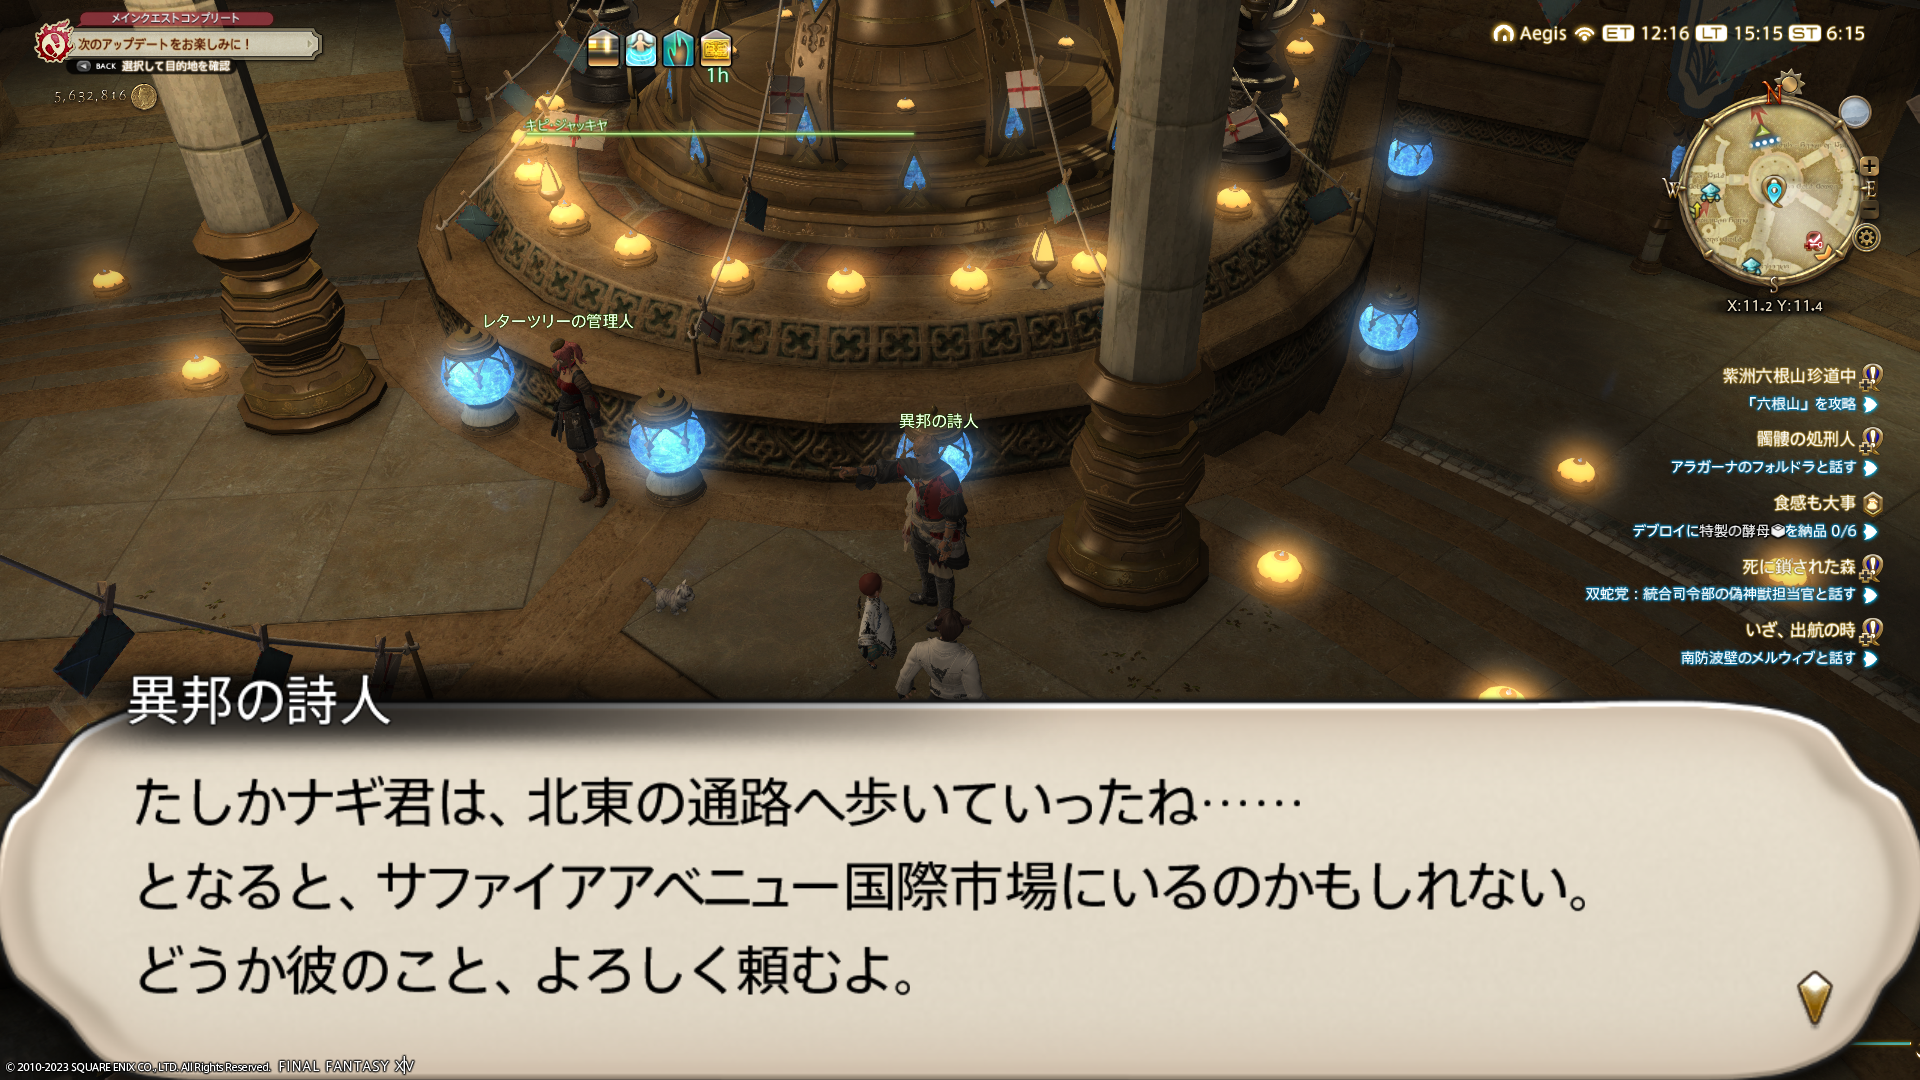 メインクエストコンプリート
次のアップデートをお楽しみに！
BACK 選択して目的地を確認
5,632,816
1h
Aegis ET 12:16 LT 15:15 ST 6:15
N
W
E
S
X:11.2 Y:11.4
キピ・ジャッキヤ
レターツリーの管理人
異邦の詩人
紫洲六根山珍道中
「六根山」を攻略
髑髏の処刑人
アラガーナのフォルドラと話す
食感も大事
デブロイに特製の酵母を納品 0/6
死に鎖された森
双蛇党：統合司令部の偽神獣担当官と話す
いざ、出航の時
南防波壁のメルウィブと話す
異邦の詩人
たしかナギ君は、北東の通路へ歩いていったね……
となると、サファイアアベニュー国際市場にいるのかもしれない。
どうか彼のこと、よろしく頼むよ。
© 2010-2023 SQUARE ENIX CO., LTD. All Rights Reserved. FINAL FANTASY XIV